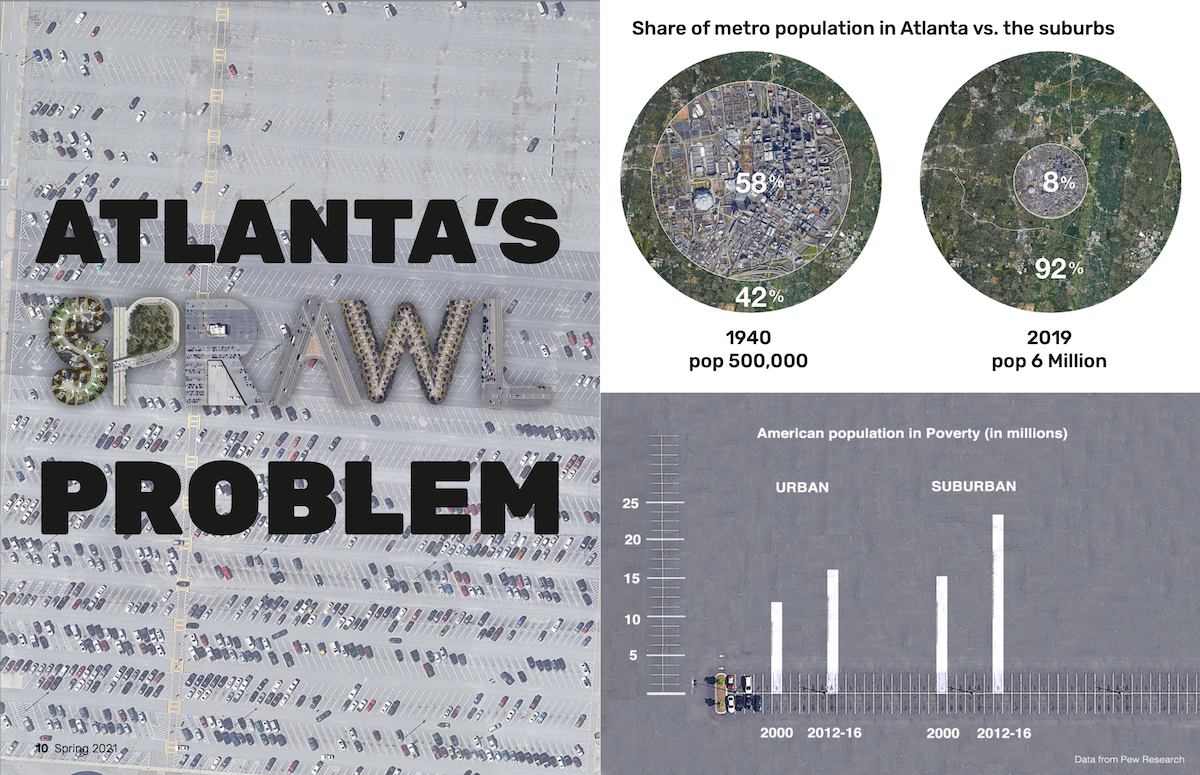 ATLANTA'S
SPRAWL
PROBLEM
10 Spring 2021
Share of metro population in Atlanta vs. the suburbs
58%
42%
1940
pop 500,000
8%
92%
2019
pop 6 Million
American population in Poverty (in millions)
URBAN SUBURBAN
25
20
15
10
5
2000 2012-16 2000 2012-16
Data from Pew Research